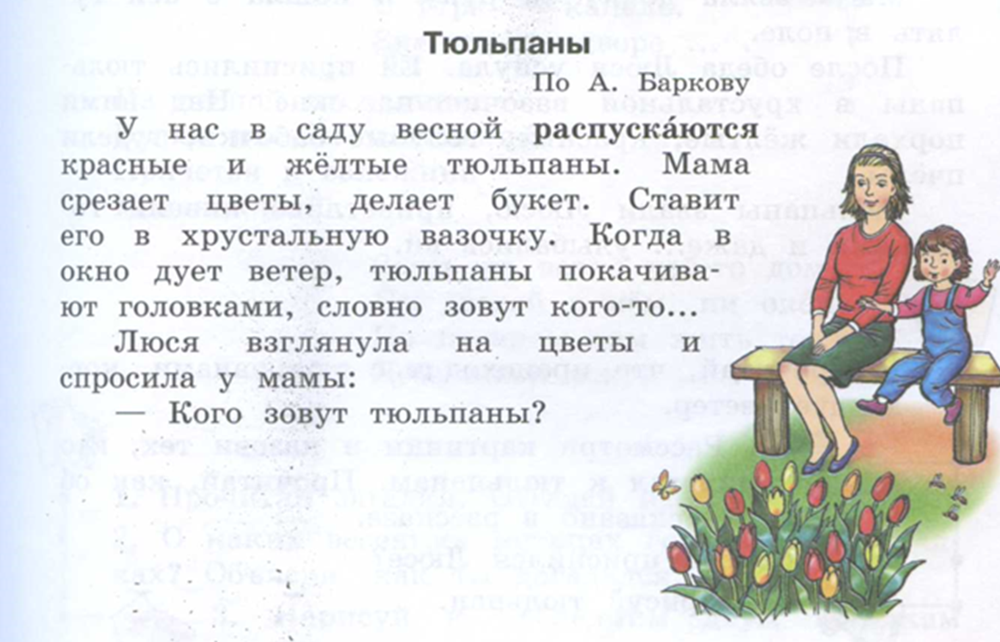 Тюльпаны
По А. Баркову
У нас в саду весной распуска́ются
красные и жёлтые тюльпаны. Мама
срезает цветы, делает букет. Ставит
его в хрустальную вазочку. Когда в
окно дует ветер, тюльпаны покачива-
ют головками, словно зовут кого-то...
Люся взглянула на цветы и
спросила у мамы:
— Кого зовут тюльпаны?